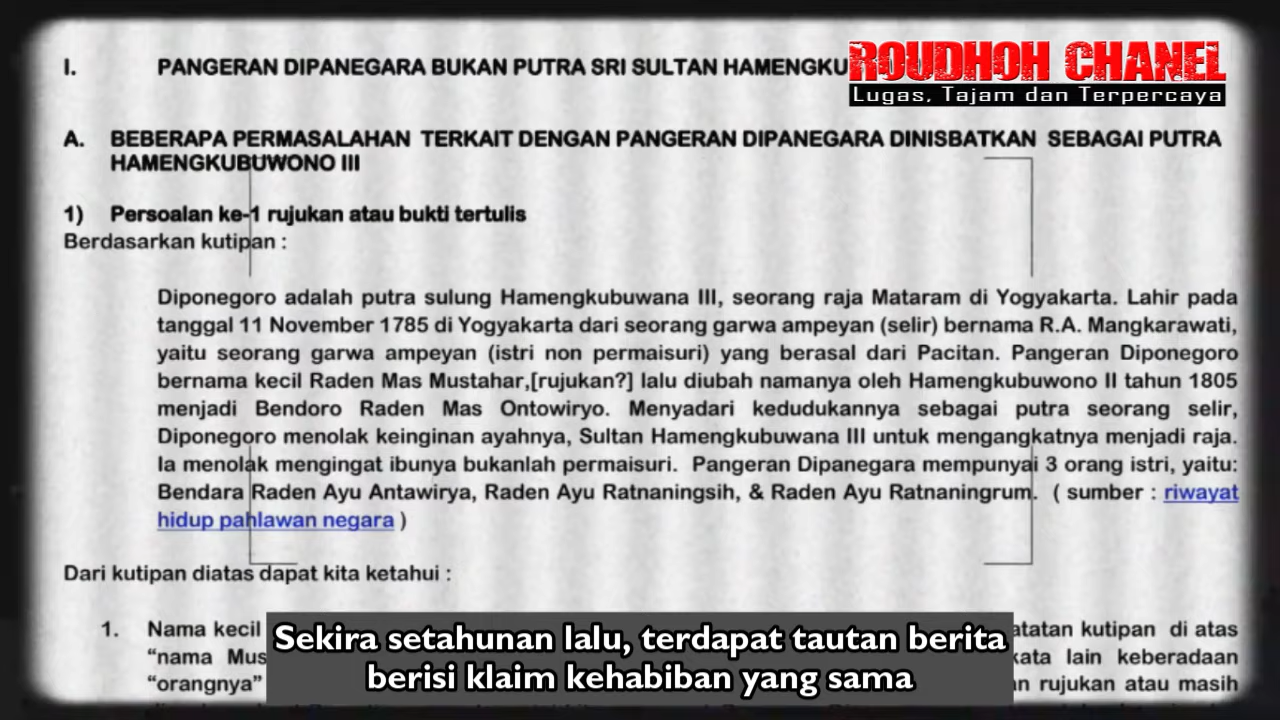 I. PANGERAN DIPANEGARA BUKAN PUTRA SRI SULTAN HAMENGKU
ROUDHOH CHANEL
Lugas, Tajam dan Terpercaya
A. BEBERAPA PERMASALAHAN TERKAIT DENGAN PANGERAN DIPANEGARA DINISBATKAN SEBAGAI PUTRA
HAMENGKUBUWONO III
1) Persoalan ke-1 rujukan atau bukti tertulis
Berdasarkan kutipan :
Diponegoro adalah putra sulung Hamengkubuwana III, seorang raja Mataram di Yogyakarta. Lahir pada
tanggal 11 November 1785 di Yogyakarta dari seorang garwa ampeyan (selir) bernama R.A. Mangkarawati,
yaitu seorang garwa ampeyan (istri non permaisuri) yang berasal dari Pacitan. Pangeran Diponegoro
bernama kecil Raden Mas Mustahar,[rujukan?] lalu diubah namanya oleh Hamengkubuwono II tahun 1805
menjadi Bendoro Raden Mas Ontowiryo. Menyadari kedudukannya sebagai putra seorang selir,
Diponegoro menolak keinginan ayahnya, Sultan Hamengkubuwana III untuk mengangkatnya menjadi raja.
Ia menolak mengingat ibunya bukanlah permaisuri. Pangeran Dipanegara mempunyai 3 orang istri, yaitu:
Bendara Raden Ayu Antawirya, Raden Ayu Ratnaningsih, & Raden Ayu Ratnaningrum. ( sumber : riwayat
hidup pahlawan negara )
Dari kutipan diatas dapat kita ketahui :
1. Nama kecil atatan kutipan di atas
“nama Mus kata lain keberadaan
“orangnya” n rujukan atau masih
Sekira setahunan lalu, terdapat tautan berita
berisi klaim kehabiban yang sama